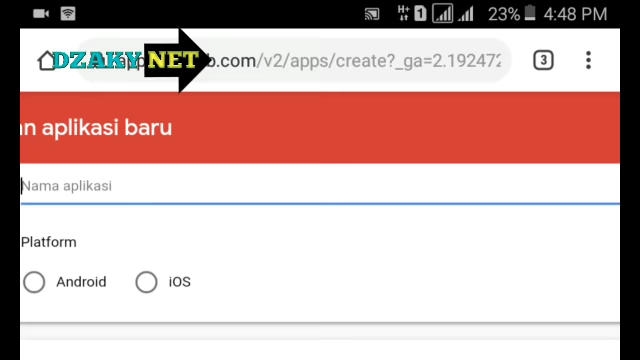 H+ 1 23% 4:48 PM
DZAKY NET
b.com/v2/apps/create?_ga=2.192472
3
n aplikasi baru
Nama aplikasi
Platform
Android iOS